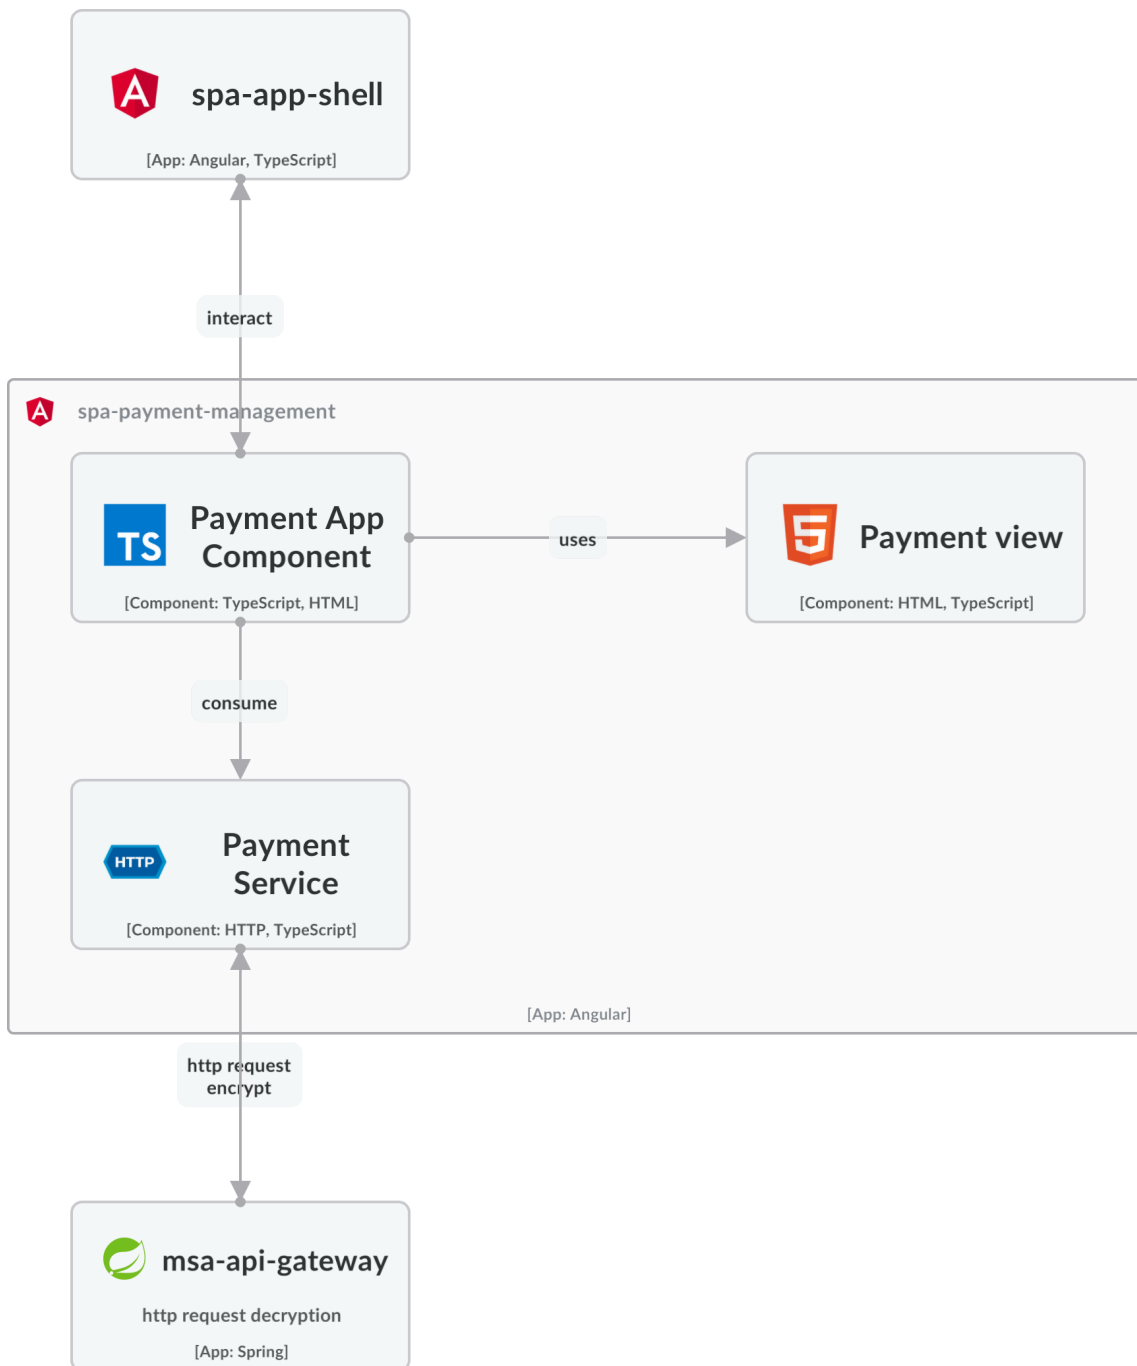 spa-app-shell
[App: Angular, TypeScript]
interact
spa-payment-management
TS
Payment App
Component
[Component: TypeScript, HTML]
uses
Payment view
[Component: HTML, TypeScript]
consume
HTTP
Payment
Service
[Component: HTTP, TypeScript]
[App: Angular]
http request
encrypt
msa-api-gateway
http request decryption
[App: Spring]